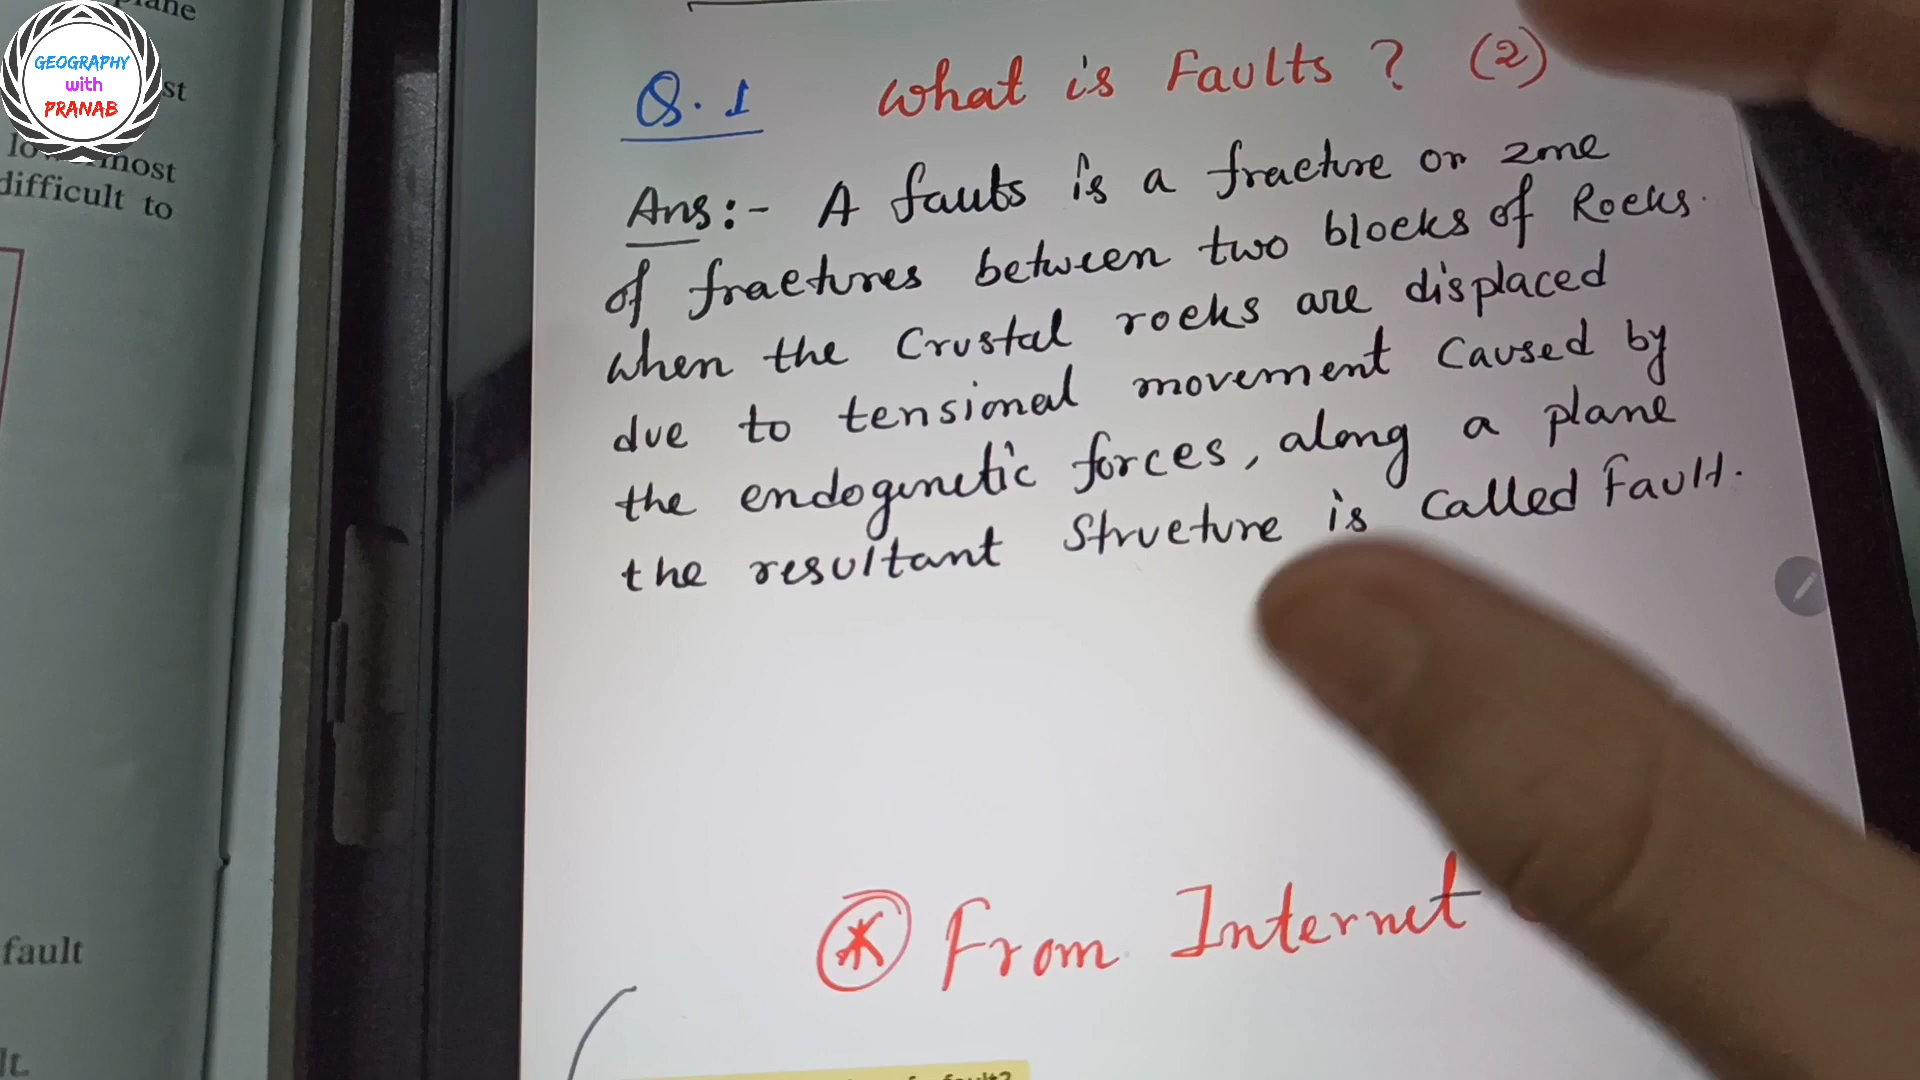 GEOGRAPHY
with
PRANAB
st
most
difficult to
fault
lt.
Q.1 What is Faults ? (2)
Ans:- A faults is a fracture or zone
of fractures between two blocks of Rocks.
when the Crustal rocks are displaced
due to tensional movement Caused by
the endogenetic forces, along a plane
the resultant Structure is Called Fault.
* From Internet